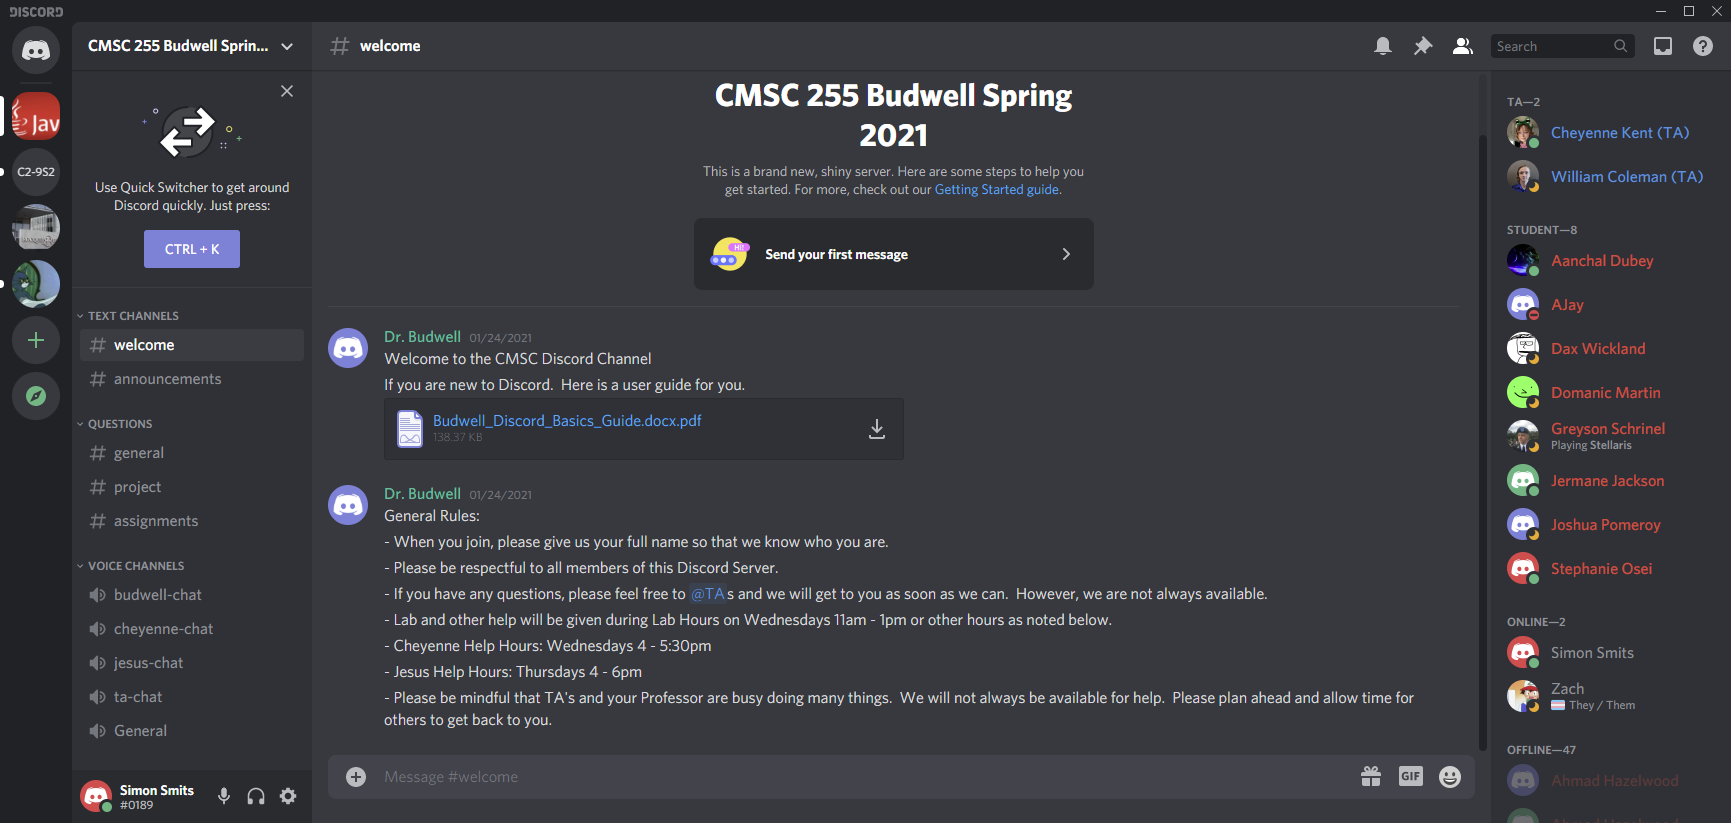 DISCORD
CMSC 255 Budwell Sprin...
welcome
Search
Jav
C2-9S2
Use Quick Switcher to get around
Discord quickly. Just press:
CTRL + K
TEXT CHANNELS
welcome
announcements
QUESTIONS
general
project
assignments
VOICE CHANNELS
budwell-chat
cheyenne-chat
jesus-chat
ta-chat
General
Simon Smits
#0189
CMSC 255 Budwell Spring
2021
This is a brand new, shiny server. Here are some steps to help you
get started. For more, check out our Getting Started guide.
Hi!
Send your first message
Dr. Budwell 01/24/2021
Welcome to the CMSC Discord Channel
If you are new to Discord.  Here is a user guide for you.
Budwell_Discord_Basics_Guide.docx.pdf
138.37 KB
Dr. Budwell 01/24/2021
General Rules:
- When you join, please give us your full name so that we know who you are.
- Please be respectful to all members of this Discord Server.
- If you have any questions, please feel free to @TA s and we will get to you as soon as we can.  However, we are not always available.
- Lab and other help will be given during Lab Hours on Wednesdays 11am - 1pm or other hours as noted below.
- Cheyenne Help Hours: Wednesdays 4 - 5:30pm
- Jesus Help Hours: Thursdays 4 - 6pm
- Please be mindful that TA's and your Professor are busy doing many things.  We will not always be available for help.  Please plan ahead and allow time for
others to get back to you.
Message #welcome
GIF
TA—2
Cheyenne Kent (TA)
William Coleman (TA)
STUDENT—8
Aanchal Dubey
AJay
Dax Wickland
Domanic Martin
Greyson Schrinel
Playing Stellaris
Jermane Jackson
Joshua Pomeroy
Stephanie Osei
ONLINE—2
Simon Smits
Zach
They / Them
OFFLINE—47
Ahmad Hazelwood